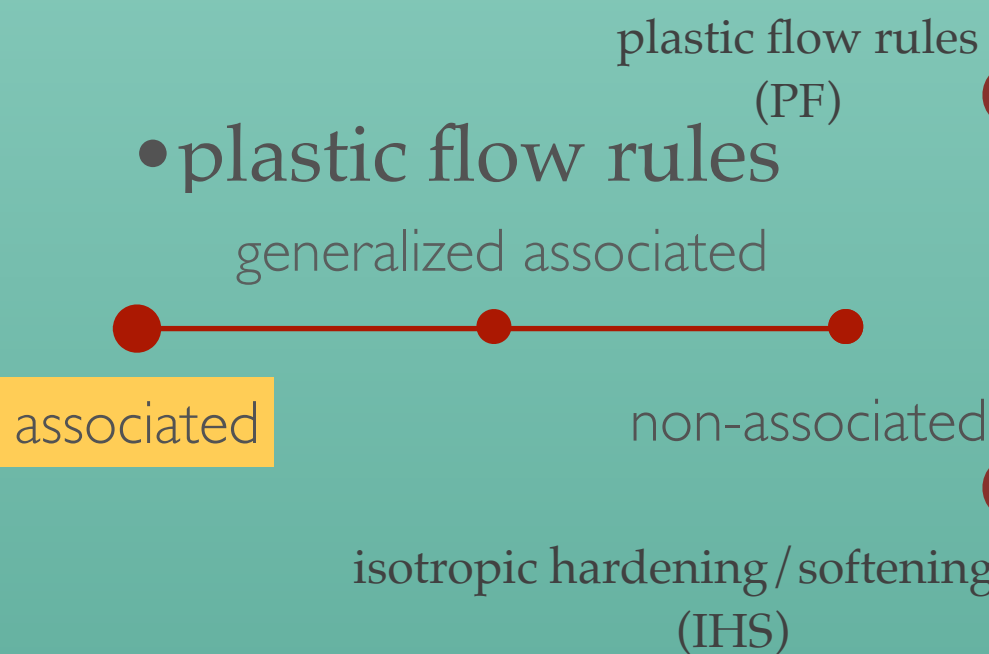 plastic flow rules
(PF)
•plastic flow rules
generalized associated
associated
non-associated
isotropic hardening/softening
(IHS)